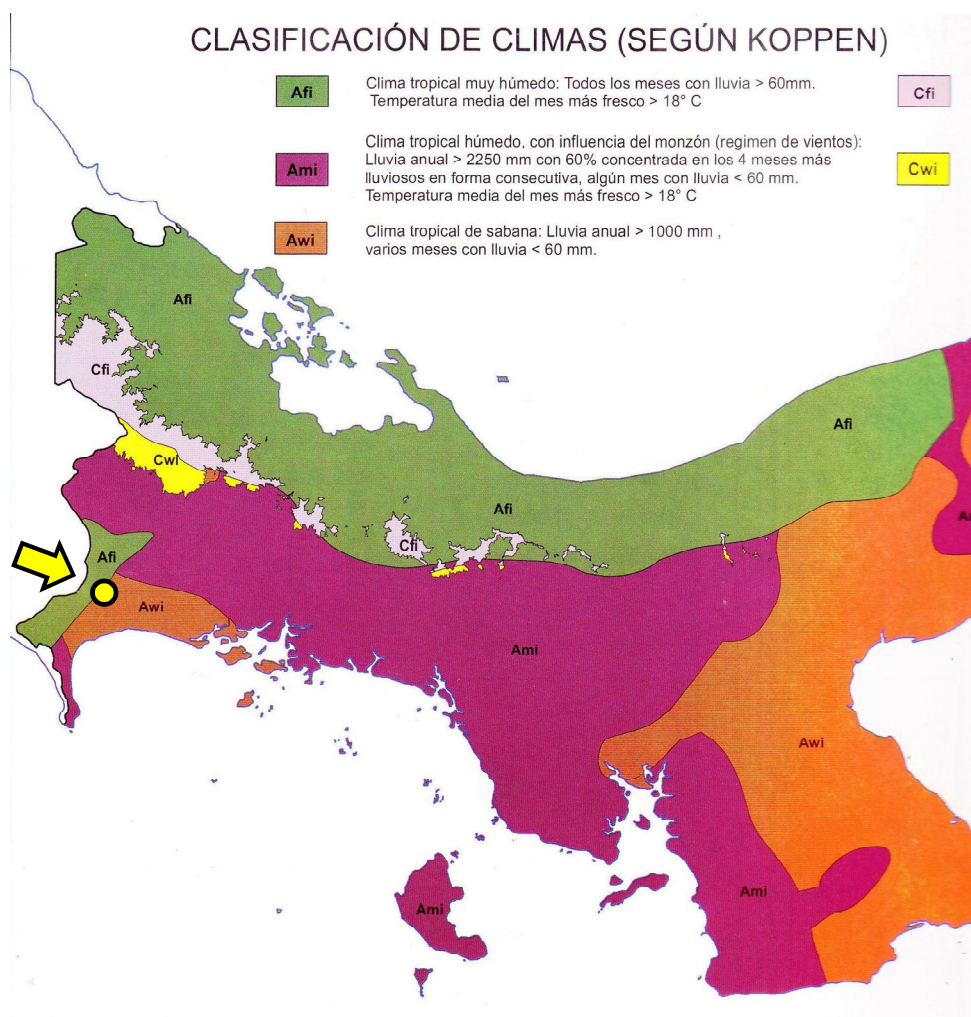 CLASIFICACIÓN DE CLIMAS (SEGÚN KOPPEN)
Afi
Clima tropical muy húmedo: Todos los meses con lluvia > 60mm.
Temperatura media del mes más fresco > 18° C
Cfi
Ami
Clima tropical húmedo, con influencia del monzón (regimen de vientos):
Lluvia anual > 2250 mm con 60% concentrada en los 4 meses más
lluviosos en forma consecutiva, algún mes con lluvia < 60 mm.
Temperatura media del mes más fresco > 18° C
Cwi
Awi
Clima tropical de sabana: Lluvia anual > 1000 mm ,
varios meses con lluvia < 60 mm.
Afi
Cfi
Afi
Cwi
Afi
Afi
Cfi
Awi
Ami
Awi
Ami
Ami